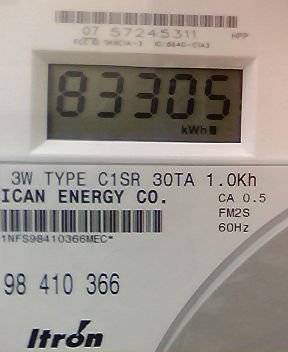 07 57245311 HPP
83305
kWh
3W TYPE C1SR 30TA 1.0Kh
ICAN ENERGY CO. CA 0.5
FM2S
60Hz
1NFS98410366MEC*
98 410 366
Itron